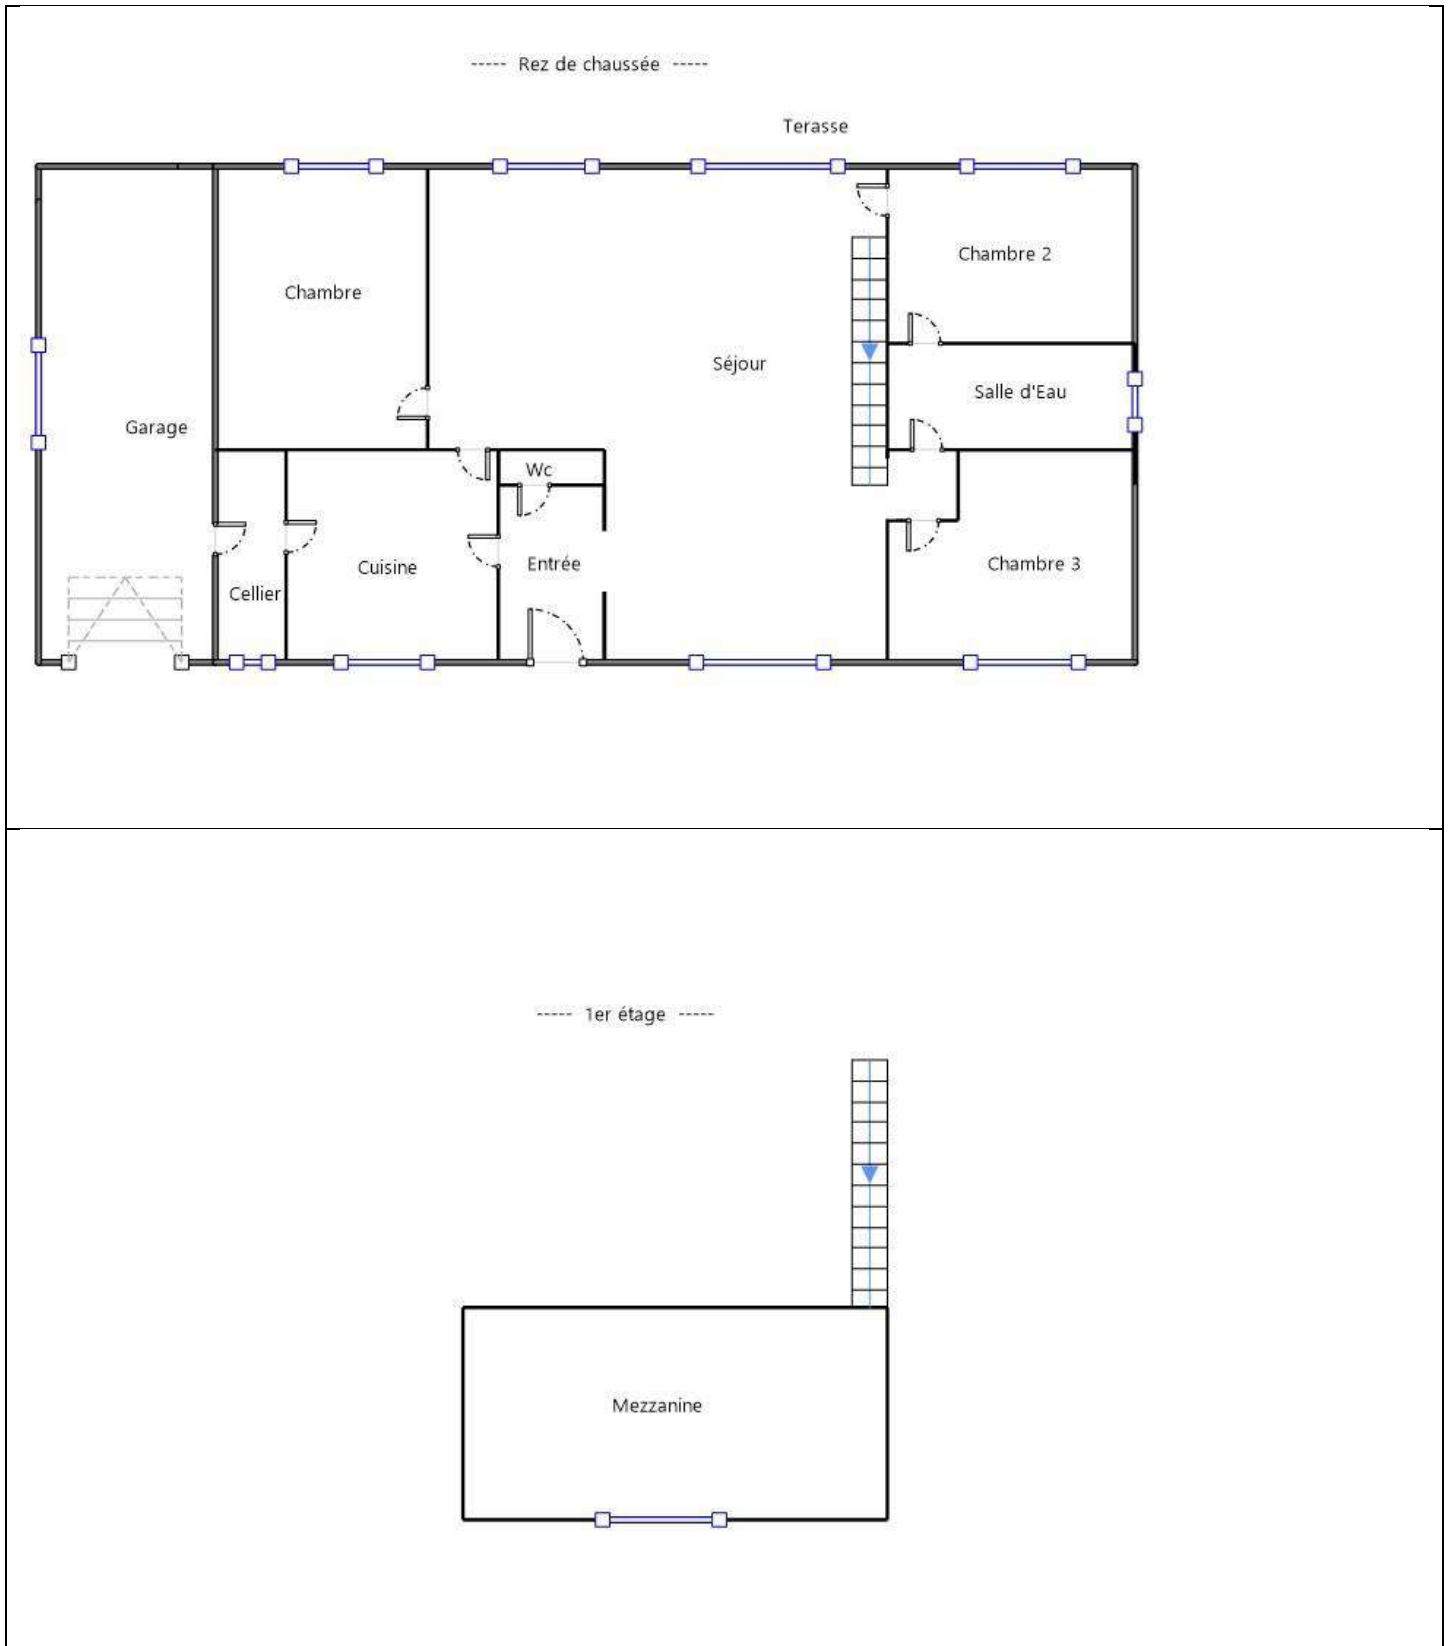 ----- Rez de chaussée -----
Terasse
Chambre 2
Chambre
Séjour
Salle d'Eau
Garage
Wc
Entrée
Chambre 3
Cuisine
Cellier
----- 1er étage -----
Mezzanine